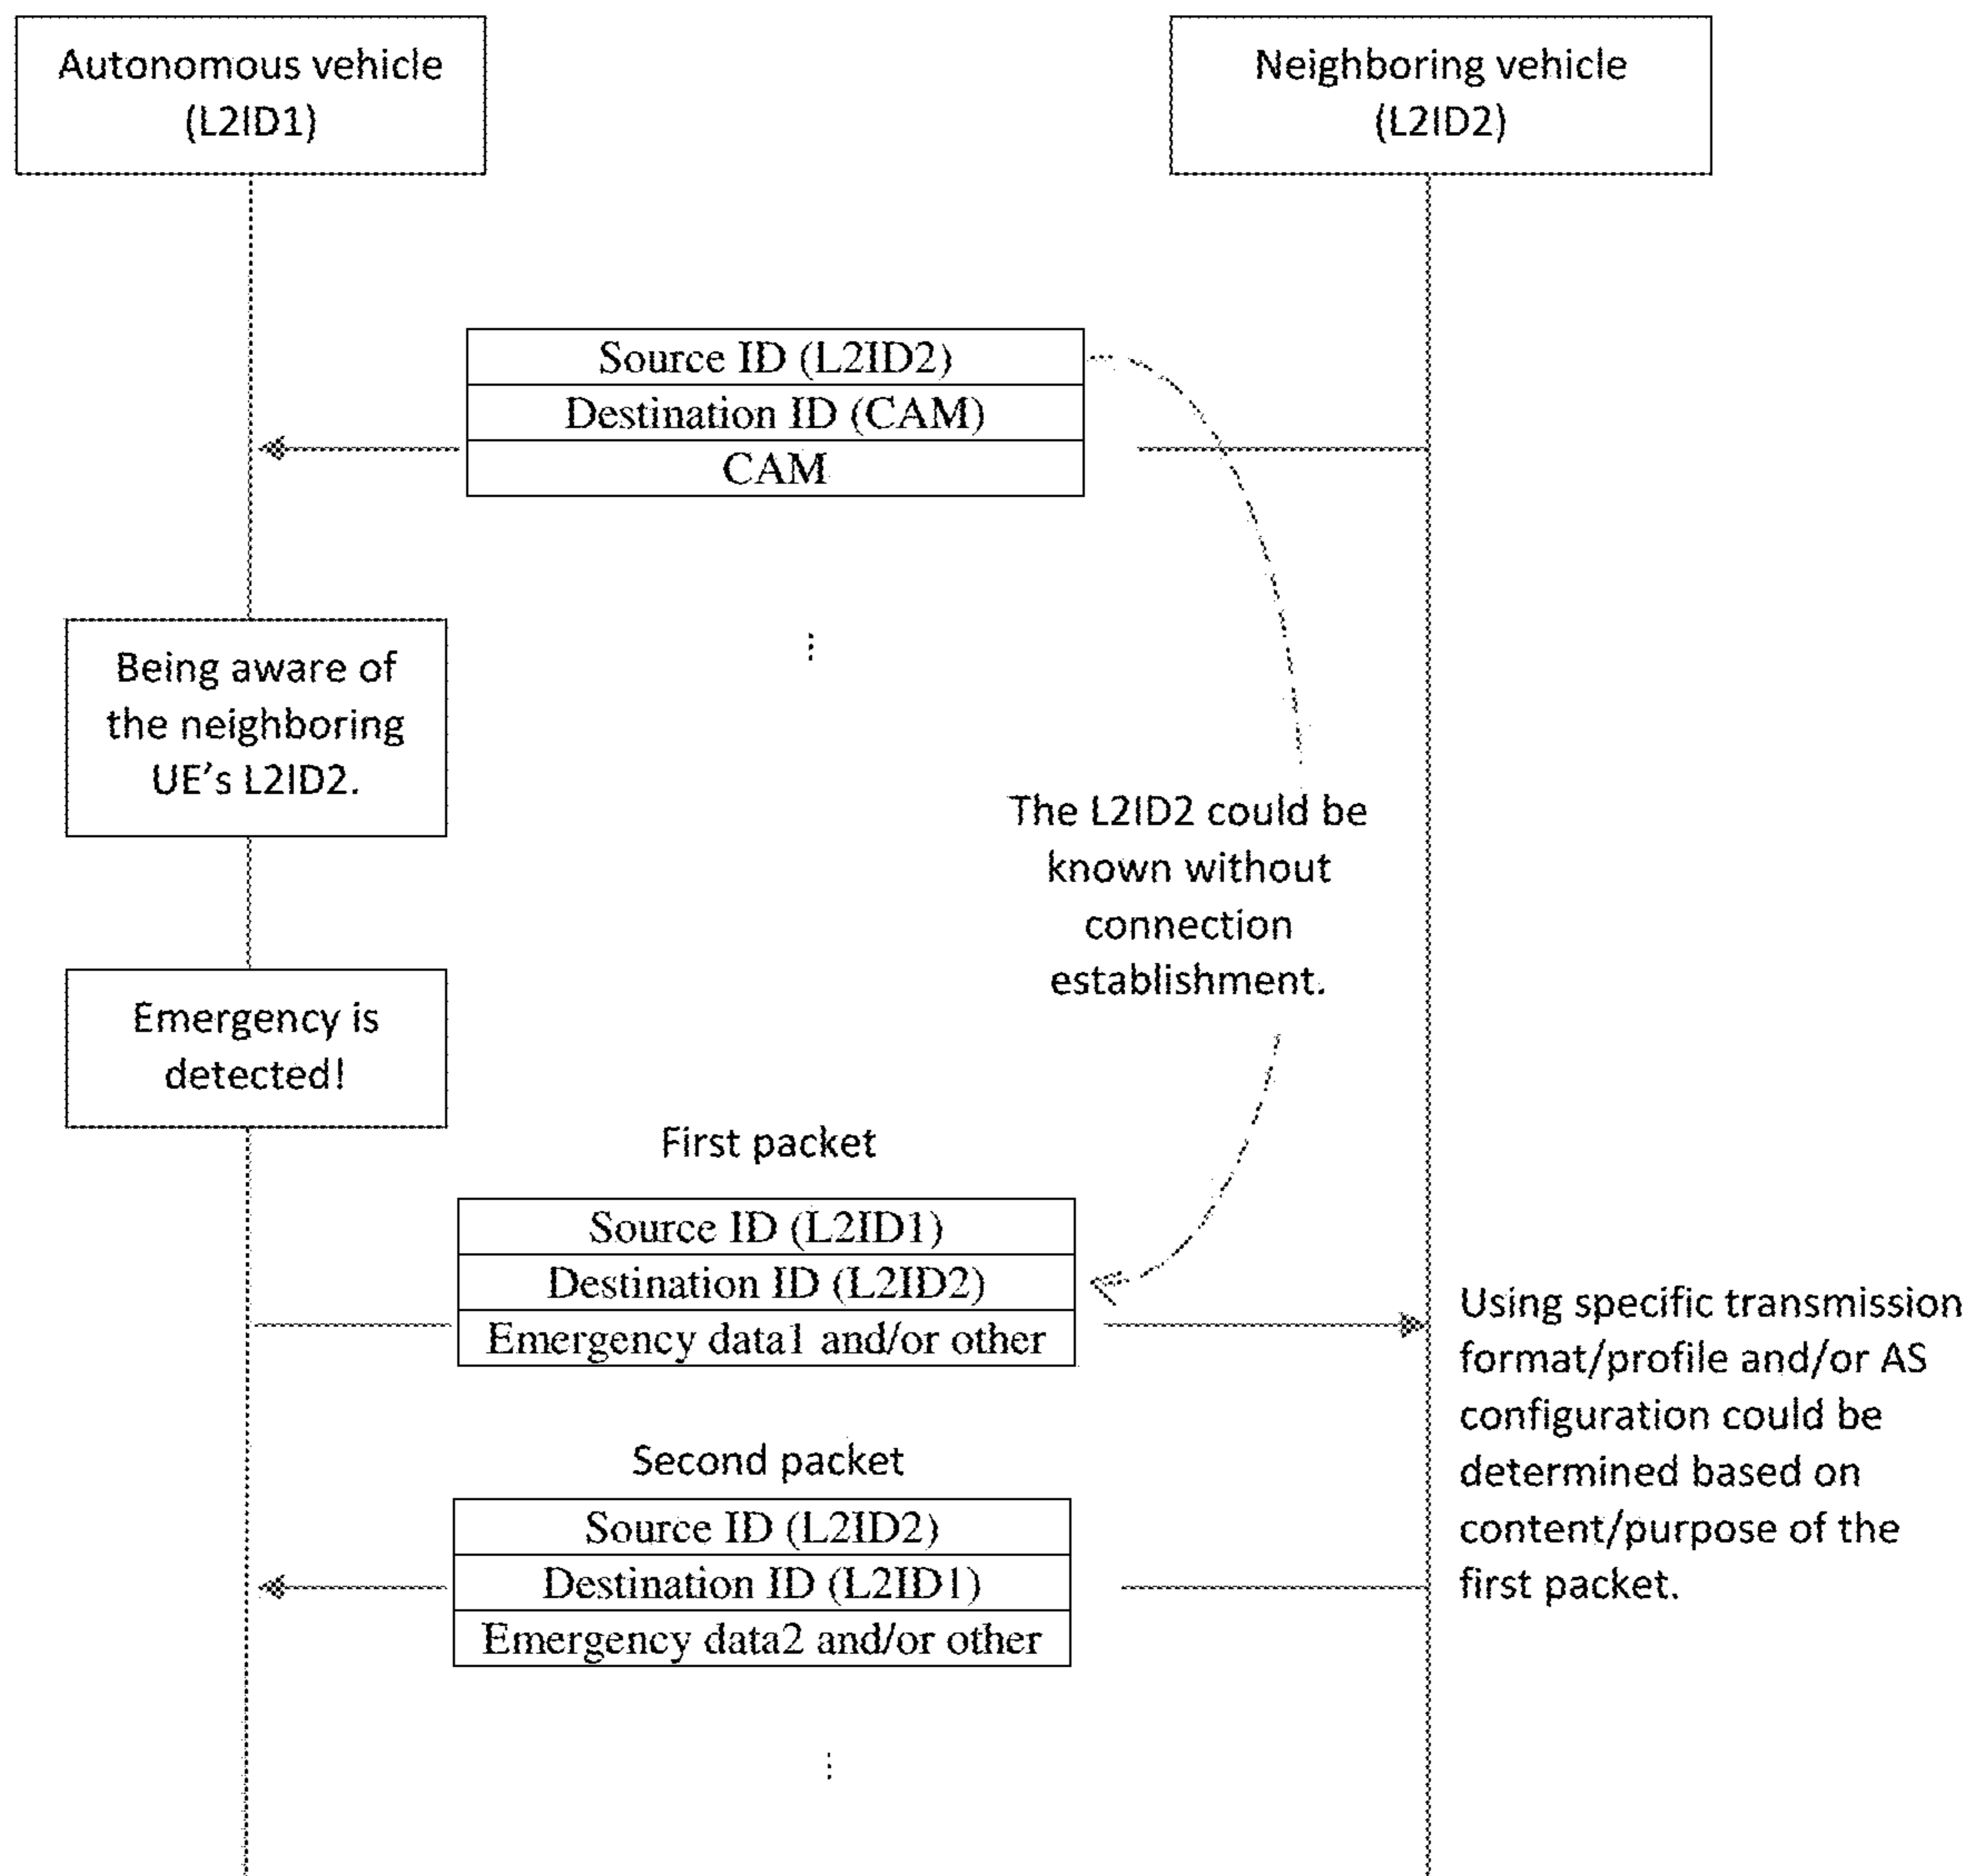 Autonomous vehicle
(L2ID1)
Neighboring vehicle
(L2ID2)
Source ID (L2ID2)
Destination ID (CAM)
CAM
Being aware of
the neighboring
UE's L2ID2.
The L2ID2 could be
known without
connection
establishment.
Emergency is
detected!
First packet
Source ID (L2ID1)
Destination ID (L2ID2)
Emergency data1 and/or other
Using specific transmission
format/profile and/or AS
configuration could be
determined based on
content/purpose of the
first packet.
Second packet
Source ID (L2ID2)
Destination ID (L2ID1)
Emergency data2 and/or other